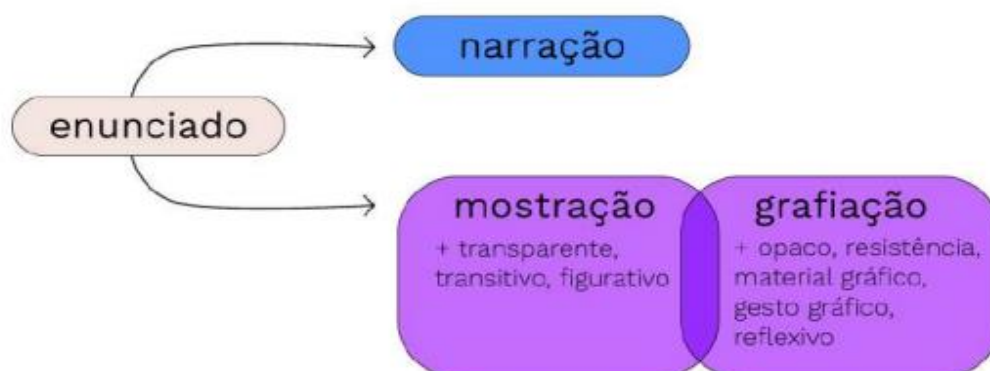 narração
enunciado
mostração
+ transparente,
transitivo, figurativo
grafiação
+ opaco, resistência,
material gráfico,
gesto gráfico,
reflexivo